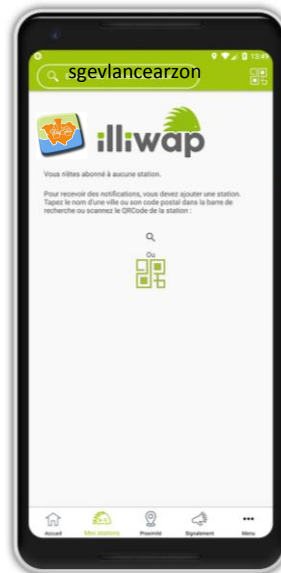 13:49
sgevlancearzon
illiwap
Vous n'êtes abonné à aucune station.
Pour recevoir des notifications, vous devez ajouter une station.
Tapez le nom d'une ville ou son code postal dans la barre de
recherche ou scannez le QRCode de la station :
Ou
Accueil Mes stations Proximité Signalement Menu